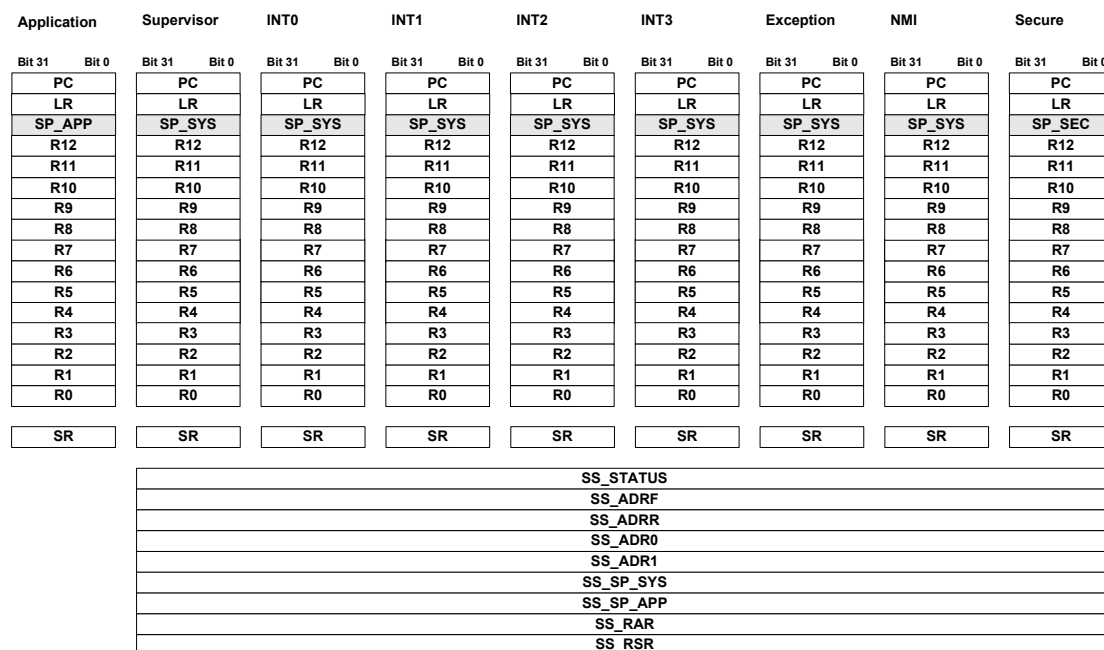 Application Supervisor INT0 INT1 INT2 INT3 Exception NMI Secure
Bit 31 Bit 0 Bit 31 Bit 0 Bit 31 Bit 0 Bit 31 Bit 0 Bit 31 Bit 0 Bit 31 Bit 0 Bit 31 Bit 0 Bit 31 Bit 0 Bit 31 Bit 0
PC PC PC PC PC PC PC PC PC
LR LR LR LR LR LR LR LR LR
SP_APP SP_SYS SP_SYS SP_SYS SP_SYS SP_SYS SP_SYS SP_SYS SP_SEC
R12 R12 R12 R12 R12 R12 R12 R12 R12
R11 R11 R11 R11 R11 R11 R11 R11 R11
R10 R10 R10 R10 R10 R10 R10 R10 R10
R9 R9 R9 R9 R9 R9 R9 R9 R9
R8 R8 R8 R8 R8 R8 R8 R8 R8
R7 R7 R7 R7 R7 R7 R7 R7 R7
R6 R6 R6 R6 R6 R6 R6 R6 R6
R5 R5 R5 R5 R5 R5 R5 R5 R5
R4 R4 R4 R4 R4 R4 R4 R4 R4
R3 R3 R3 R3 R3 R3 R3 R3 R3
R2 R2 R2 R2 R2 R2 R2 R2 R2
R1 R1 R1 R1 R1 R1 R1 R1 R1
R0 R0 R0 R0 R0 R0 R0 R0 R0
SR SR SR SR SR SR SR SR SR
SS_STATUS
SS_ADRF
SS_ADRR
SS_ADR0
SS_ADR1
SS_SP_SYS
SS_SP_APP
SS_RAR
SS_RSR